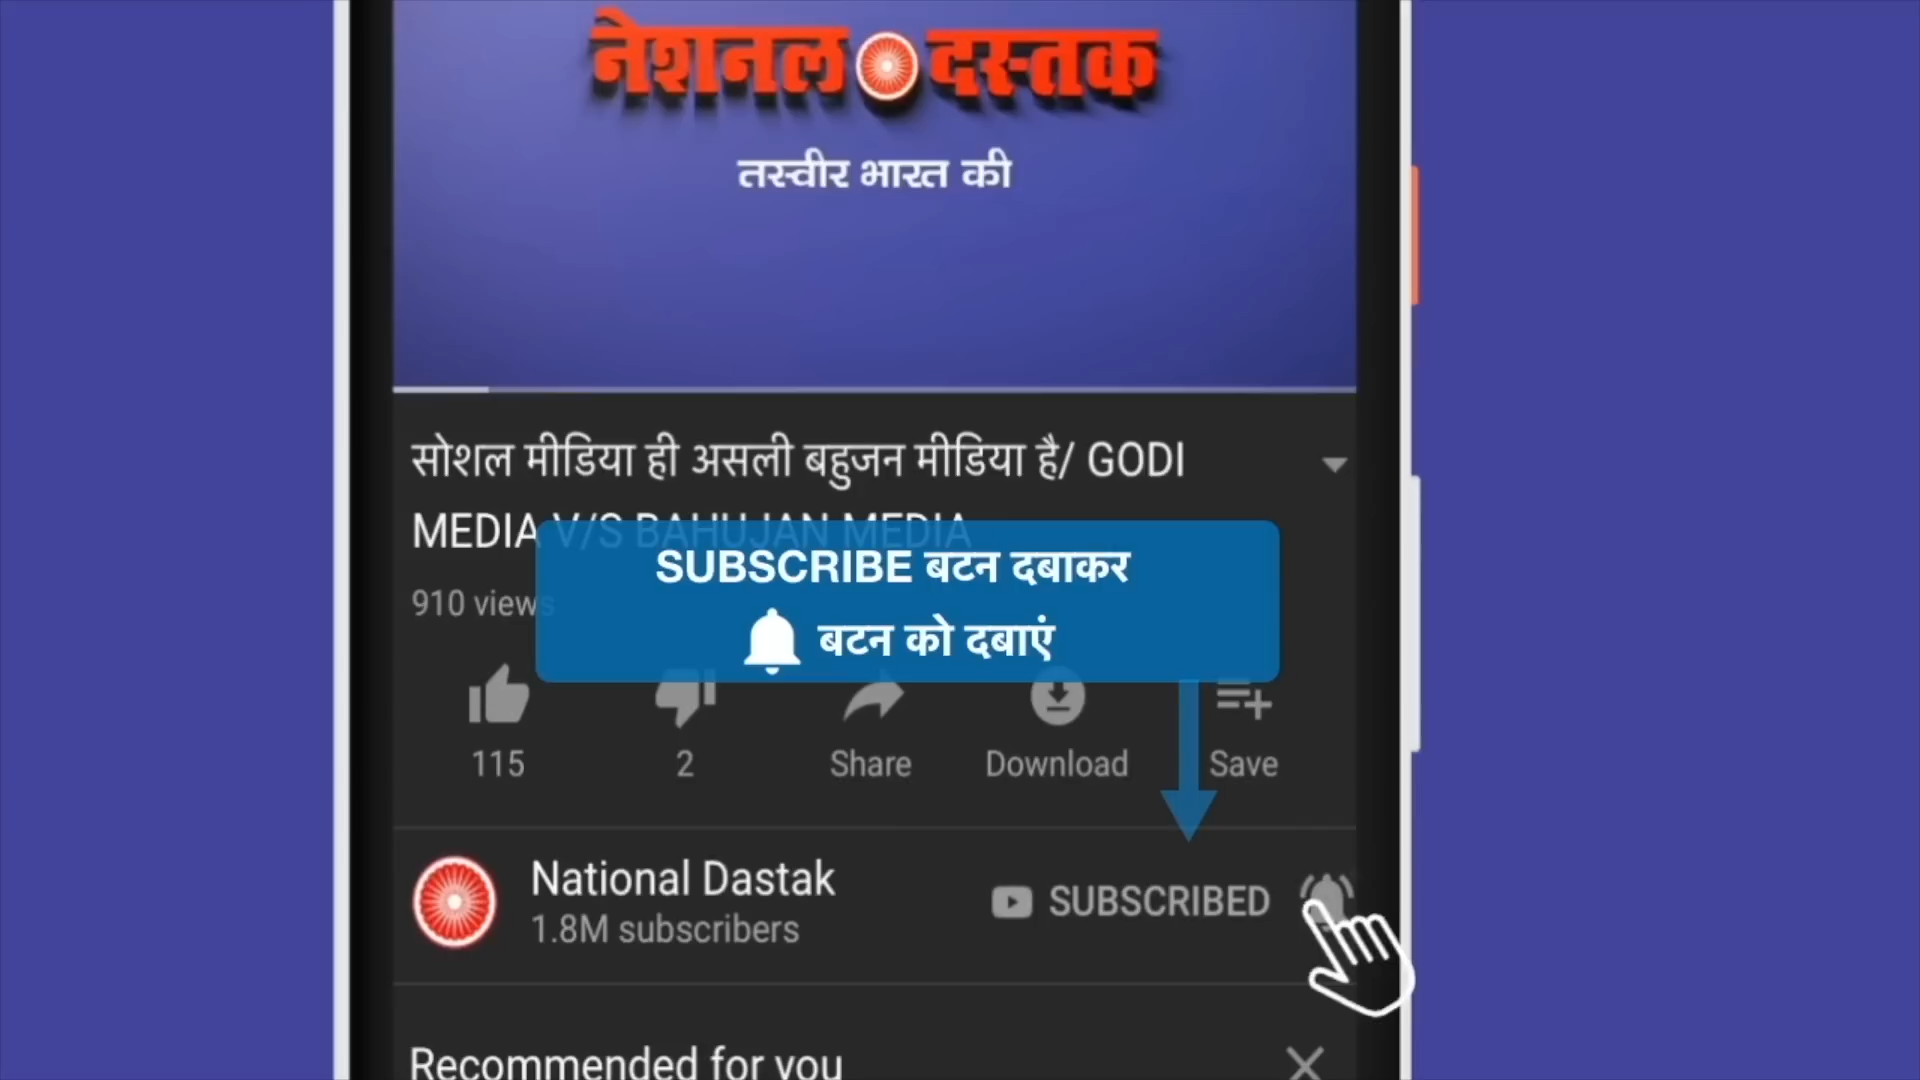 नेशनल दस्तक
तस्वीर भारत की
सोशल मीडिया ही असली बहुजन मीडिया है/ GODI
MEDIA V/S BAHUJAN MEDIA
910 views
SUBSCRIBE बटन दबाकर
बटन को दबाएं
115
2
Share
Download
Save
National Dastak
1.8M subscribers
SUBSCRIBED
Recommended for you